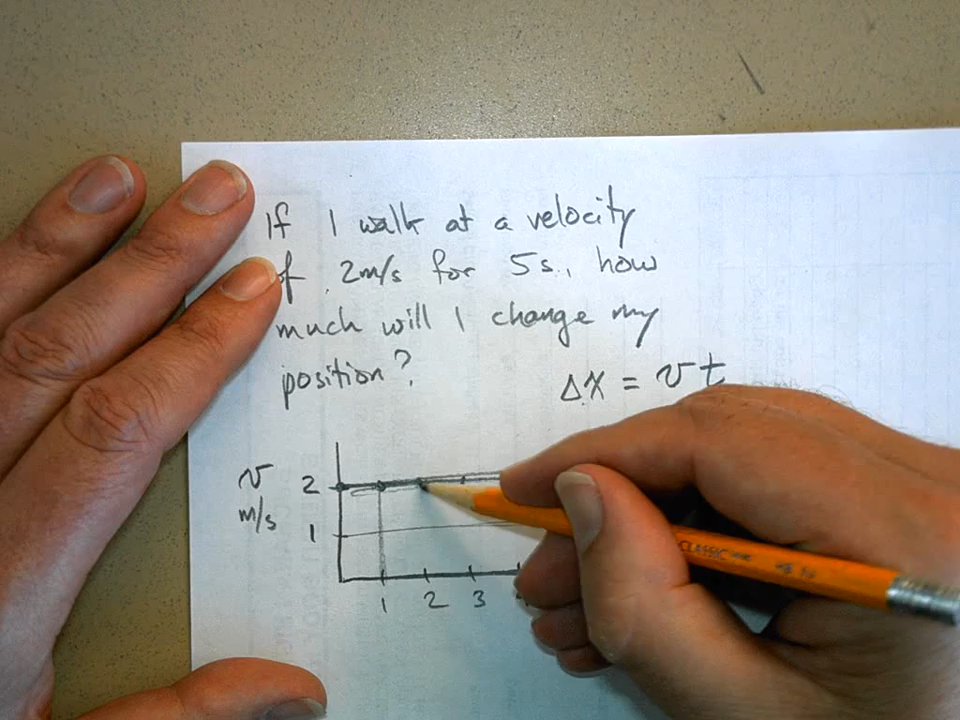 If I walk at a velocity
of 2m/s for 5s., how
much will I change my
position?
Δx = v t
v
m/s
2
1
1 2 3
CLASSIC